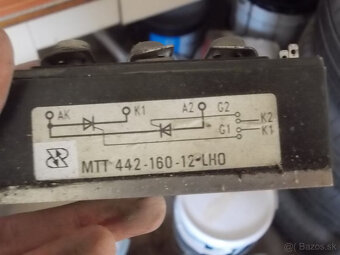 AK K1 A2 G2
K2
G1 K1
MTT 442-160-12-LHO
© Bazos.sk